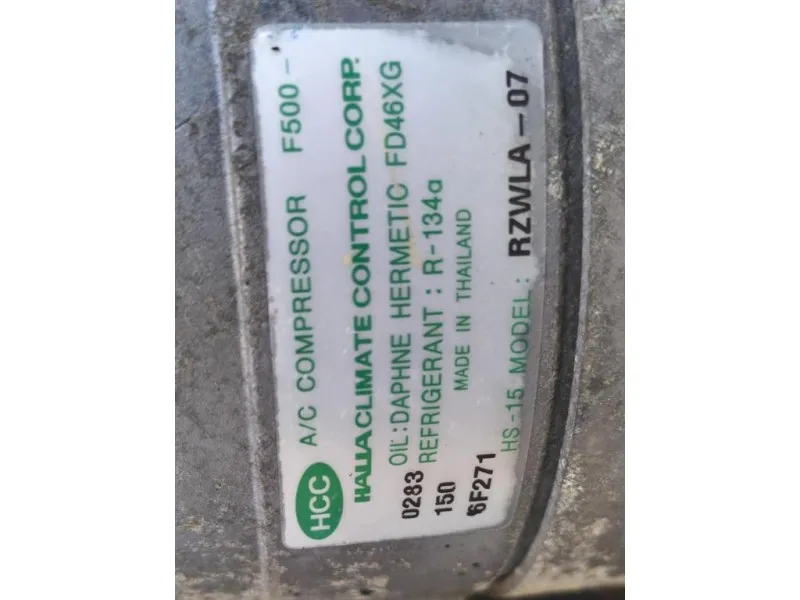 HCC A/C COMPRESSOR F500-
HALLA CLIMATE CONTROL CORP.
OIL: DAPHNE HERMETIC FD46XG
0283 REFRIGERANT : R-134a
150 MADE IN THAILAND
6F271 HS-15 MODEL: RZWLA-07